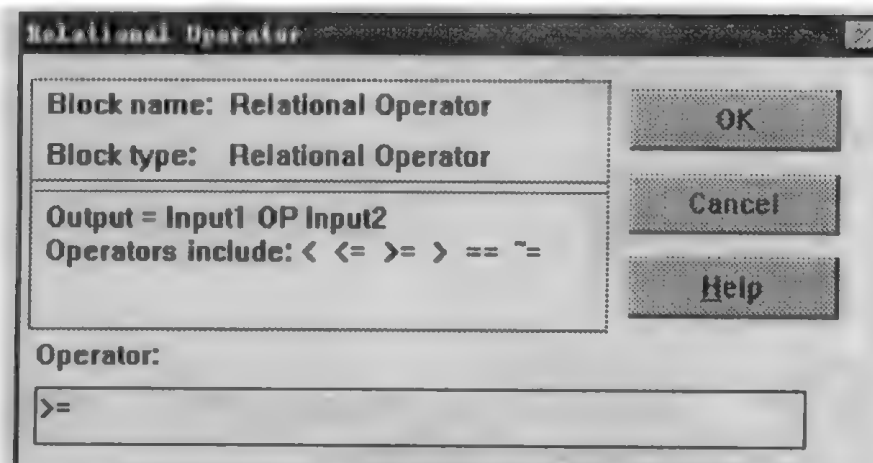 Relational Operator
Block name: Relational Operator
Block type: Relational Operator
Output = Input1 OP Input2
Operators include: < <= >= > == ~=
Operator:
>=
OK
Cancel
Help